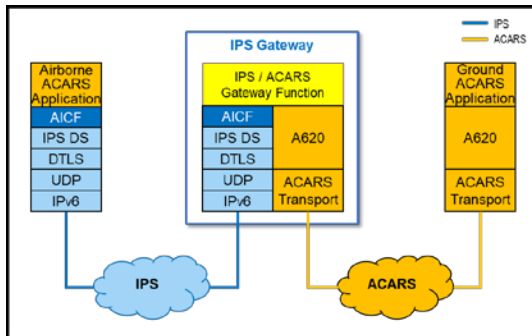 IPS Gateway
IPS
ACARS
Airborne
ACARS
Application
AICF
IPS DS
DTLS
UDP
IPv6
IPS / ACARS
Gateway Function
AICF
IPS DS
DTLS
UDP
IPv6
A620
ACARS
Transport
Ground
ACARS
Application
A620
ACARS
Transport
IPS
ACARS